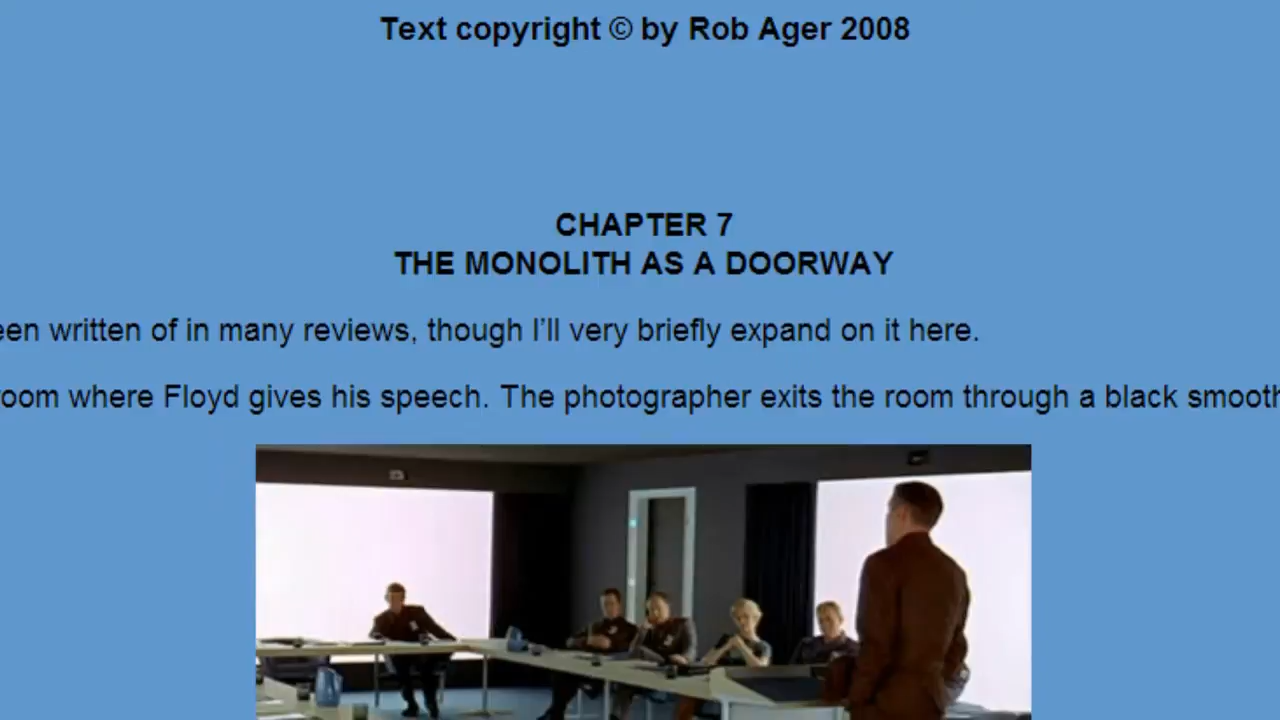 Text copyright © by Rob Ager 2008
CHAPTER 7
THE MONOLITH AS A DOORWAY
een written of in many reviews, though I’ll very briefly expand on it here.
room where Floyd gives his speech. The photographer exits the room through a black smooth